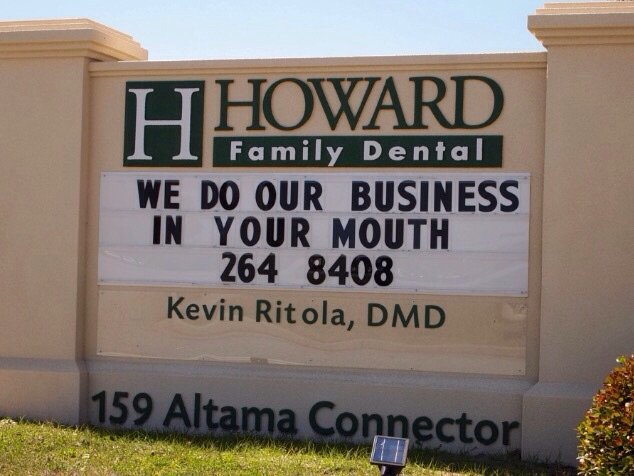 H HOWARD
Family Dental
WE DO OUR BUSINESS
IN YOUR MOUTH
264 8408
Kevin Ritola, DMD
159 Altama Connector